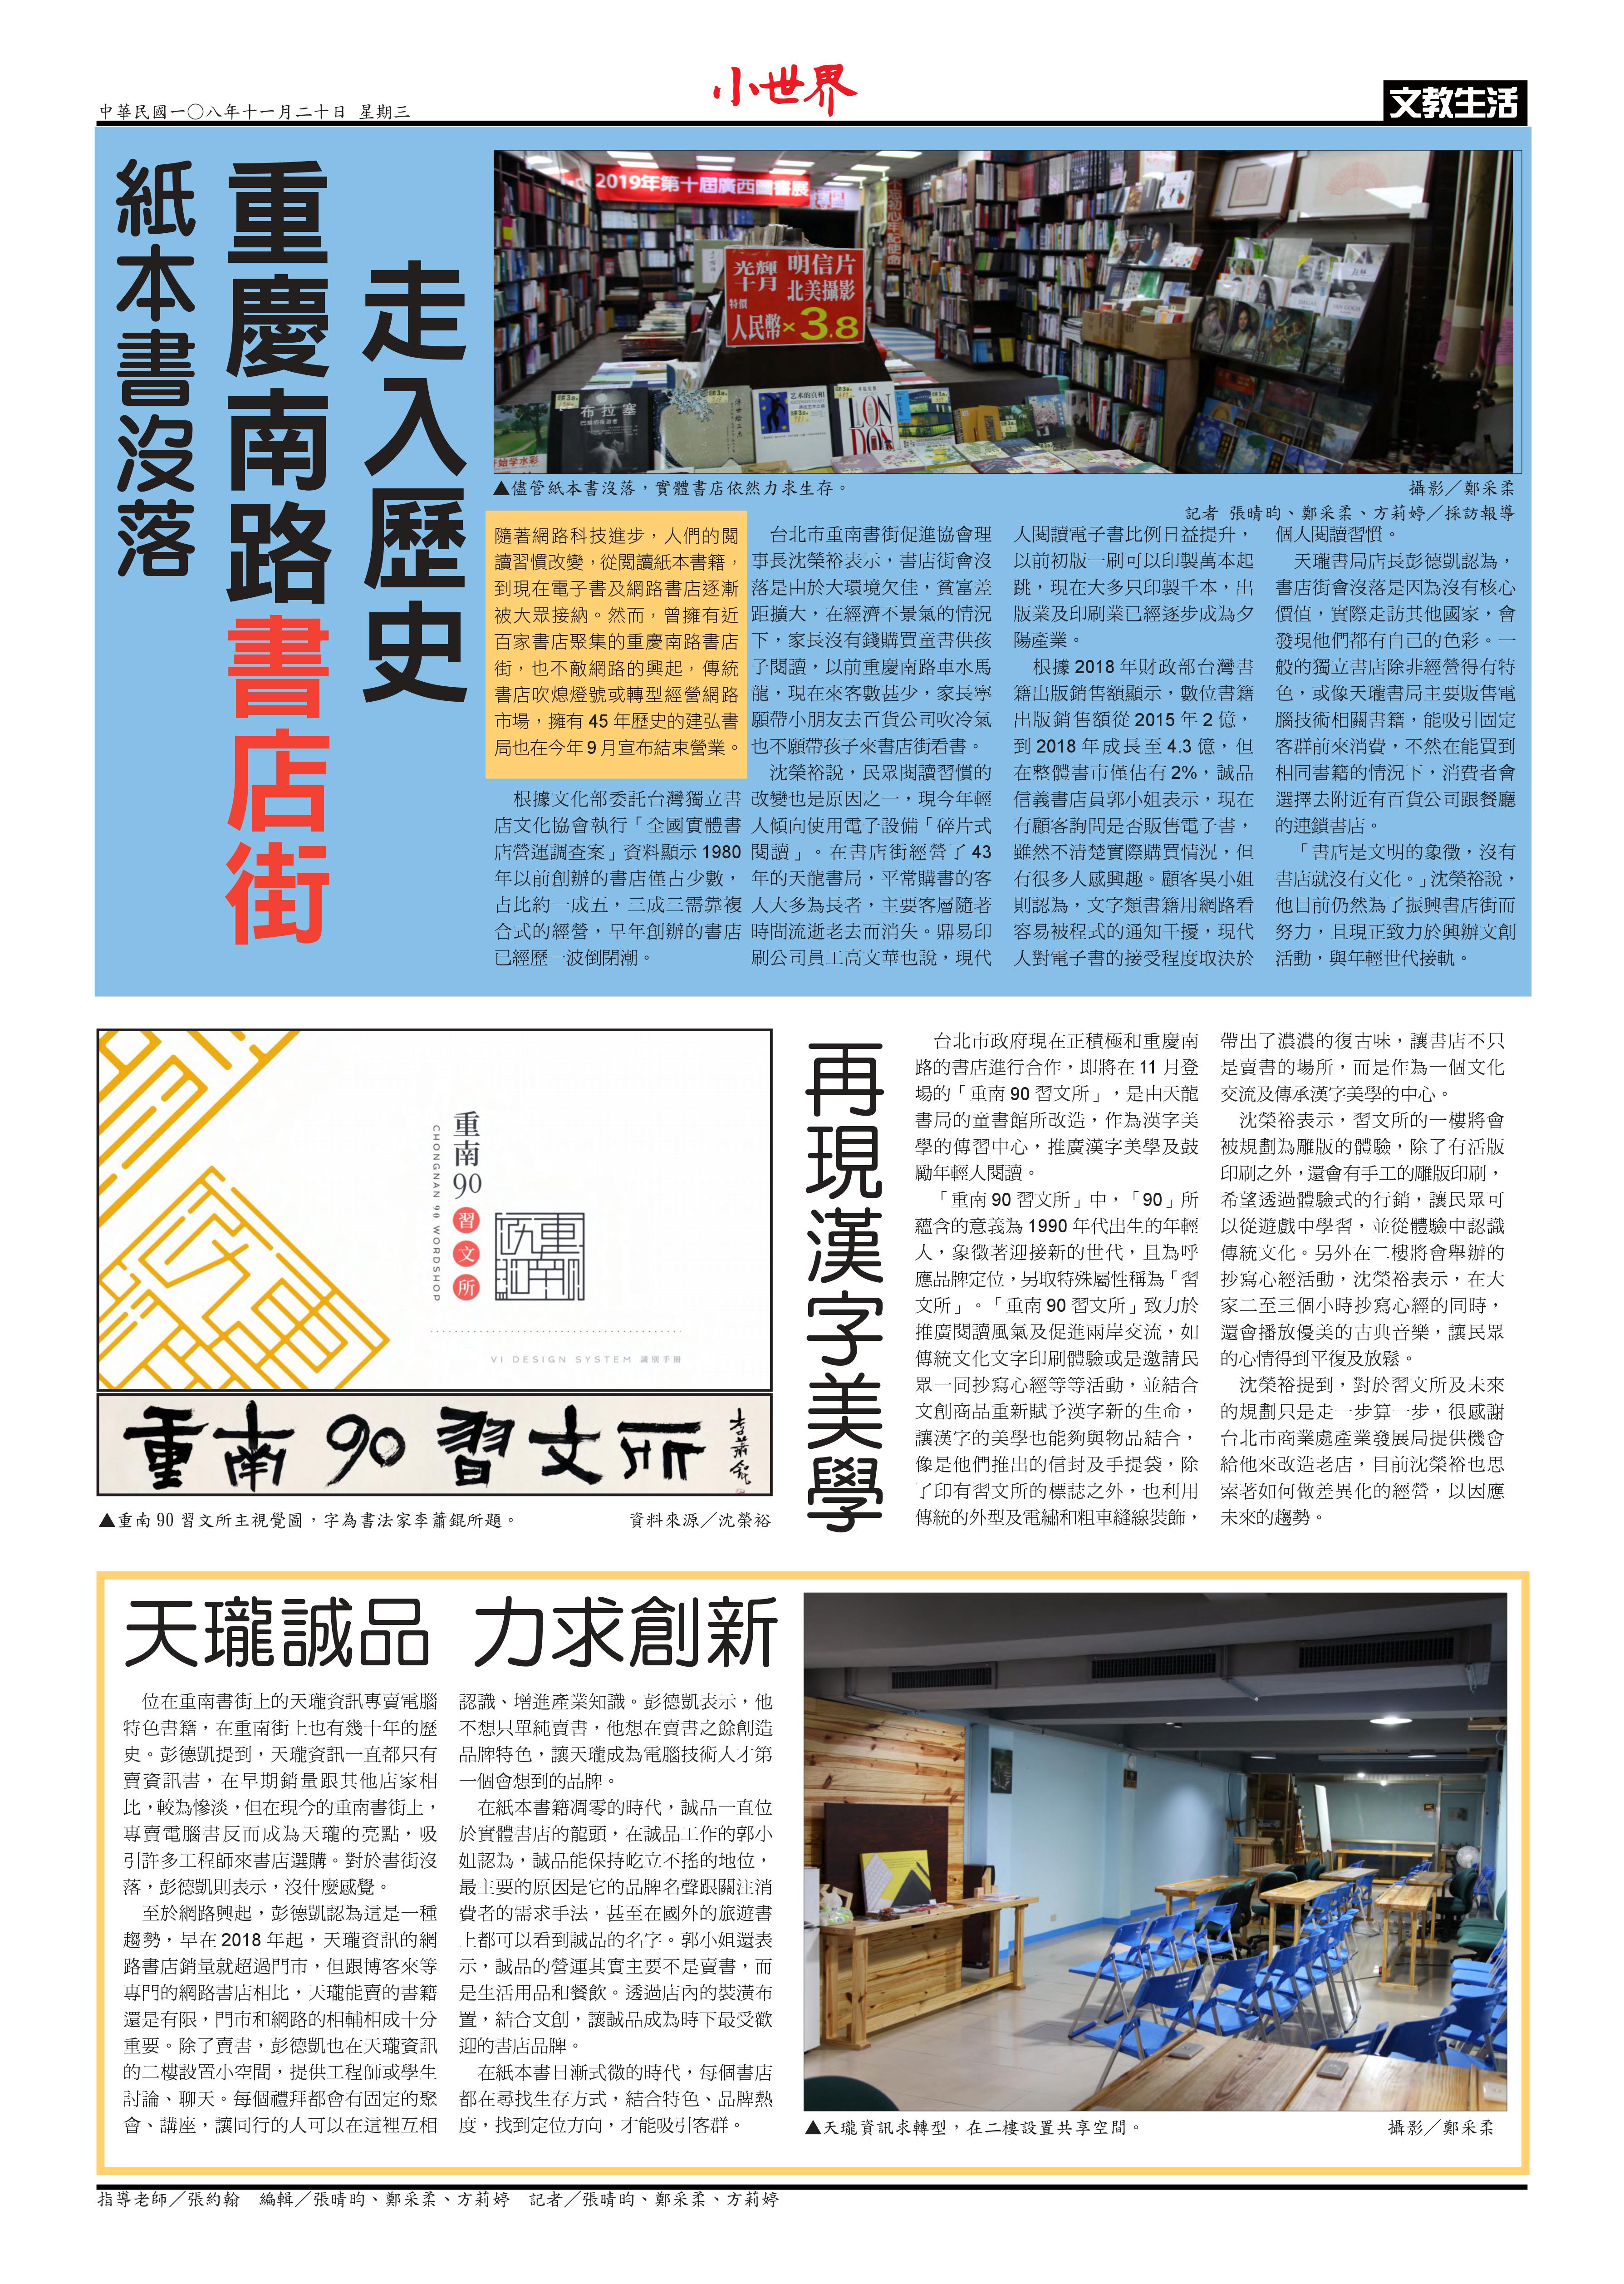 中華民國一〇八年十一月二十日 星期三
小世界
文教生活
紙本書沒落
重慶南路書店街
走入歷史
2019年第十屆廣西圖書展
光輝十月
明信片
北美攝影
特價
人民幣×3.8
布拉塞
艺术的真相
LONDON
开始学水彩
VAN GOGH
▲儘管紙本書沒落，實體書店依然力求生存。
攝影／鄭采柔
記者 張晴昀、鄭采柔、方莉婷／採訪報導
隨著網路科技進步，人們的閱
讀習慣改變，從閱讀紙本書籍，
到現在電子書及網路書店逐漸
被大眾接納。然而，曾擁有近
百家書店聚集的重慶南路書店
街，也不敵網路的興起，傳統
書店吹熄燈號或轉型經營網路
市場，擁有 45 年歷史的建弘書
局也在今年 9 月宣布結束營業。
根據文化部委託台灣獨立書
店文化協會執行「全國實體書
店營運調查案」資料顯示 1980
年以前創辦的書店僅占少數，
占比約一成五，三成三需靠複
合式的經營，早年創辦的書店
已經歷一波倒閉潮。
台北市重南書街促進協會理
事長沈榮裕表示，書店街會沒
落是由於大環境欠佳，貧富差
距擴大，在經濟不景氣的情況
下，家長沒有錢購買童書供孩
子閱讀，以前重慶南路車水馬
龍，現在來客數甚少，家長寧
願帶小朋友去百貨公司吹冷氣
也不願帶孩子來書店街看書。
沈榮裕說，民眾閱讀習慣的
改變也是原因之一，現今年輕
人傾向使用電子設備「碎片式
閱讀」。在書店街經營了 43
年的天龍書局，平常購書的客
人大多為長者，主要客層隨著
時間流逝老去而消失。鼎易印
刷公司員工高文華也說，現代
人閱讀電子書比例日益提升，
以前初版一刷可以印製萬本起
跳，現在大多只印製千本，出
版業及印刷業已經逐步成為夕
陽產業。
根據 2018 年財政部台灣書
籍出版銷售額顯示，數位書籍
出版銷售額從 2015 年 2 億，
到 2018 年成長至 4.3 億，但
在整體書市僅佔有 2%，誠品
信義書店員郭小姐表示，現在
有顧客詢問是否販售電子書，
雖然不清楚實際購買情況，但
有很多人感興趣。顧客吳小姐
則認為，文字類書籍用網路看
容易被程式的通知干擾，現代
人對電子書的接受程度取決於
個人閱讀習慣。
天瓏書局店長彭德凱認為，
書店街會沒落是因為沒有核心
價值，實際走訪其他國家，會
發現他們都有自己的色彩。一
般的獨立書店除非經營得有特
色，或像天瓏書局主要販售電
腦技術相關書籍，能吸引固定
客群前來消費，不然在能買到
相同書籍的情況下，消費者會
選擇去附近有百貨公司跟餐廳
的連鎖書店。
「書店是文明的象徵，沒有
書店就沒有文化。」沈榮裕說，
他目前仍然為了振興書店街而
努力，且現正致力於興辦文創
活動，與年輕世代接軌。
重南90
習文所
CHONGNAN 90 WORDSHOP
VI DESIGN SYSTEM 識別手冊
重南90習文所
李蕭錕
▲重南 90 習文所主視覺圖，字為書法家李蕭錕所題。
資料來源／沈榮裕
再現漢字美學
台北市政府現在正積極和重慶南
路的書店進行合作，即將在 11 月登
場的「重南 90 習文所」，是由天龍
書局的童書館所改造，作為漢字美
學的傳習中心，推廣漢字美學及鼓
勵年輕人閱讀。
「重南 90 習文所」中，「90」所
蘊含的意義為 1990 年代出生的年輕
人，象徵著迎接新的世代，且為呼
應品牌定位，另取特殊屬性稱為「習
文所」。「重南 90 習文所」致力於
推廣閱讀風氣及促進兩岸交流，如
傳統文化文字印刷體驗或是邀請民
眾一同抄寫心經等等活動，並結合
文創商品重新賦予漢字新的生命，
讓漢字的美學也能夠與物品結合，
像是他們推出的信封及手提袋，除
了印有習文所的標誌之外，也利用
傳統的外型及電繡和粗車縫線裝飾，
帶出了濃濃的復古味，讓書店不只
是賣書的場所，而是作為一個文化
交流及傳承漢字美學的中心。
沈榮裕表示，習文所的一樓將會
被規劃為雕版的體驗，除了有活版
印刷之外，還會有手工的雕版印刷，
希望透過體驗式的行銷，讓民眾可
以從遊戲中學習，並從體驗中認識
傳統文化。另外在二樓將會舉辦的
抄寫心經活動，沈榮裕表示，在大
家二至三個小時抄寫心經的同時，
還會播放優美的古典音樂，讓民眾
的心情得到平復及放鬆。
沈榮裕提到，對於習文所及未來
的規劃只是走一步算一步，很感謝
台北市商業處產業發展局提供機會
給他來改造老店，目前沈榮裕也思
索著如何做差異化的經營，以因應
未來的趨勢。
天瓏誠品 力求創新
位在重南書街上的天瓏資訊專賣電腦
特色書籍，在重南街上也有幾十年的歷
史。彭德凱提到，天瓏資訊一直都只有
賣資訊書，在早期銷量跟其他店家相
比，較為慘淡，但在現今的重南書街上，
專賣電腦書反而成為天瓏的亮點，吸
引許多工程師來書店選購。對於書街沒
落，彭德凱則表示，沒什麼感覺。
至於網路興起，彭德凱認為這是一種
趨勢，早在 2018 年起，天瓏資訊的網
路書店銷量就超過門市，但跟博客來等
專門的網路書店相比，天瓏能賣的書籍
還是有限，門市和網路的相輔相成十分
重要。除了賣書，彭德凱也在天瓏資訊
的二樓設置小空間，提供工程師或學生
討論、聊天。每個禮拜都會有固定的聚
會、講座，讓同行的人可以在這裡互相
認識、增進產業知識。彭德凱表示，他
不想只單純賣書，他想在賣書之餘創造
品牌特色，讓天瓏成為電腦技術人才第
一個會想到的品牌。
在紙本書籍凋零的時代，誠品一直位
於實體書店的龍頭，在誠品工作的郭小
姐認為，誠品能保持屹立不搖的地位，
最主要的原因是它的品牌名聲跟關注消
費者的需求手法，甚至在國外的旅遊書
上都可以看到誠品的名字。郭小姐還表
示，誠品的營運其實主要不是賣書，而
是生活用品和餐飲。透過店內的裝潢布
置，結合文創，讓誠品成為時下最受歡
迎的書店品牌。
在紙本書日漸式微的時代，每個書店
都在尋找生存方式，結合特色、品牌熱
度，找到定位方向，才能吸引客群。
▲天瓏資訊求轉型，在二樓設置共享空間。
攝影／鄭采柔
指導老師／張約翰 編輯／張晴昀、鄭采柔、方莉婷 記者／張晴昀、鄭采柔、方莉婷